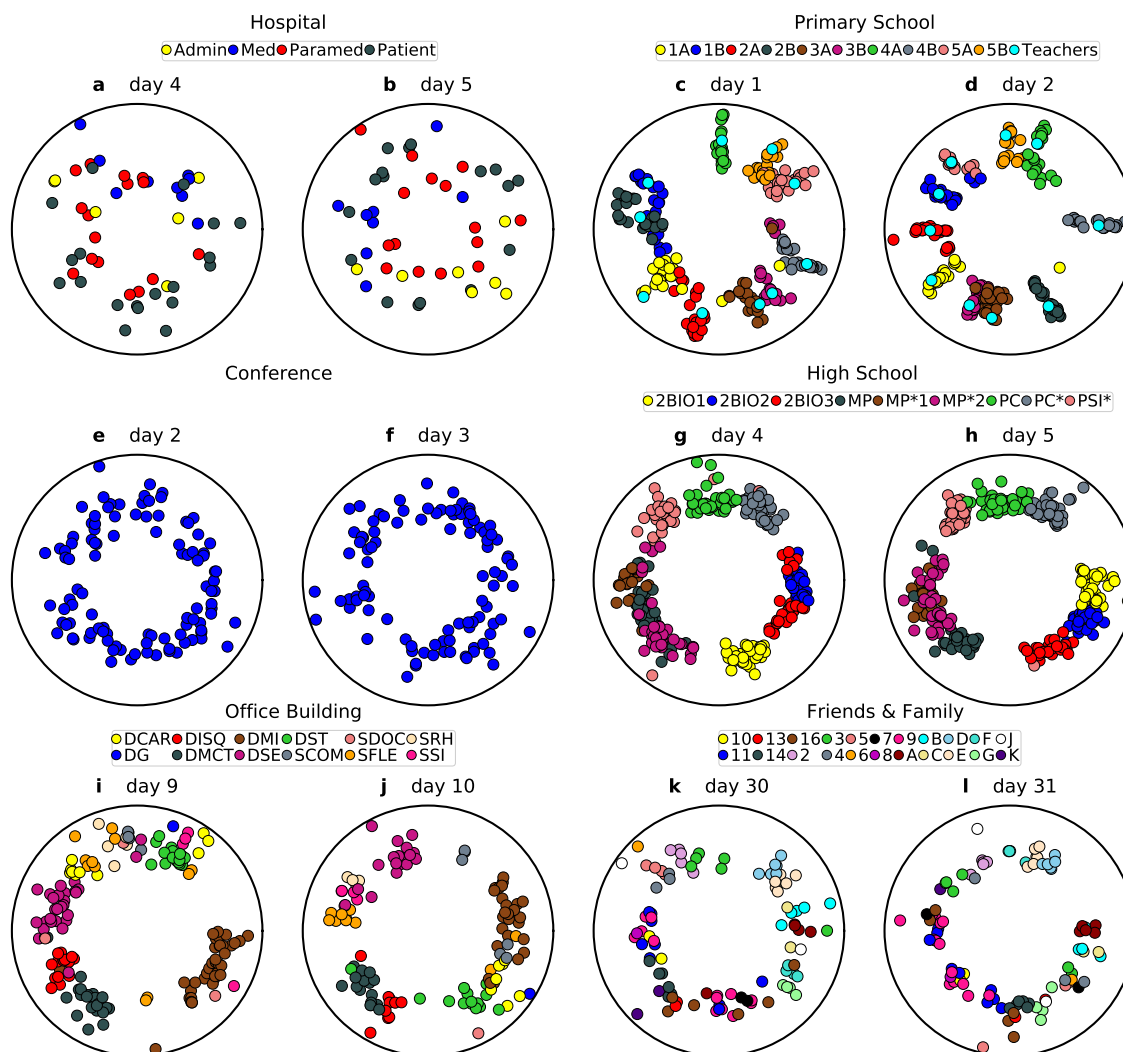 Hospital
Admin Med Paramed Patient
a day 4
b day 5
Primary School
1A 1B 2A 2B 3A 3B 4A 4B 5A 5B Teachers
c day 1
d day 2
Conference
e day 2
f day 3
High School
2BIO1 2BIO2 2BIO3 MP MP*1 MP*2 PC PC* PSI*
g day 4
h day 5
Office Building
DCAR DISQ DMI DST SDOC SRH
DG DMCT DSE SCOM SFLE SSI
i day 9
j day 10
Friends & Family
10 13 16 3 5 7 9 B D F J
11 14 2 4 6 8 A C E G K
k day 30
l day 31